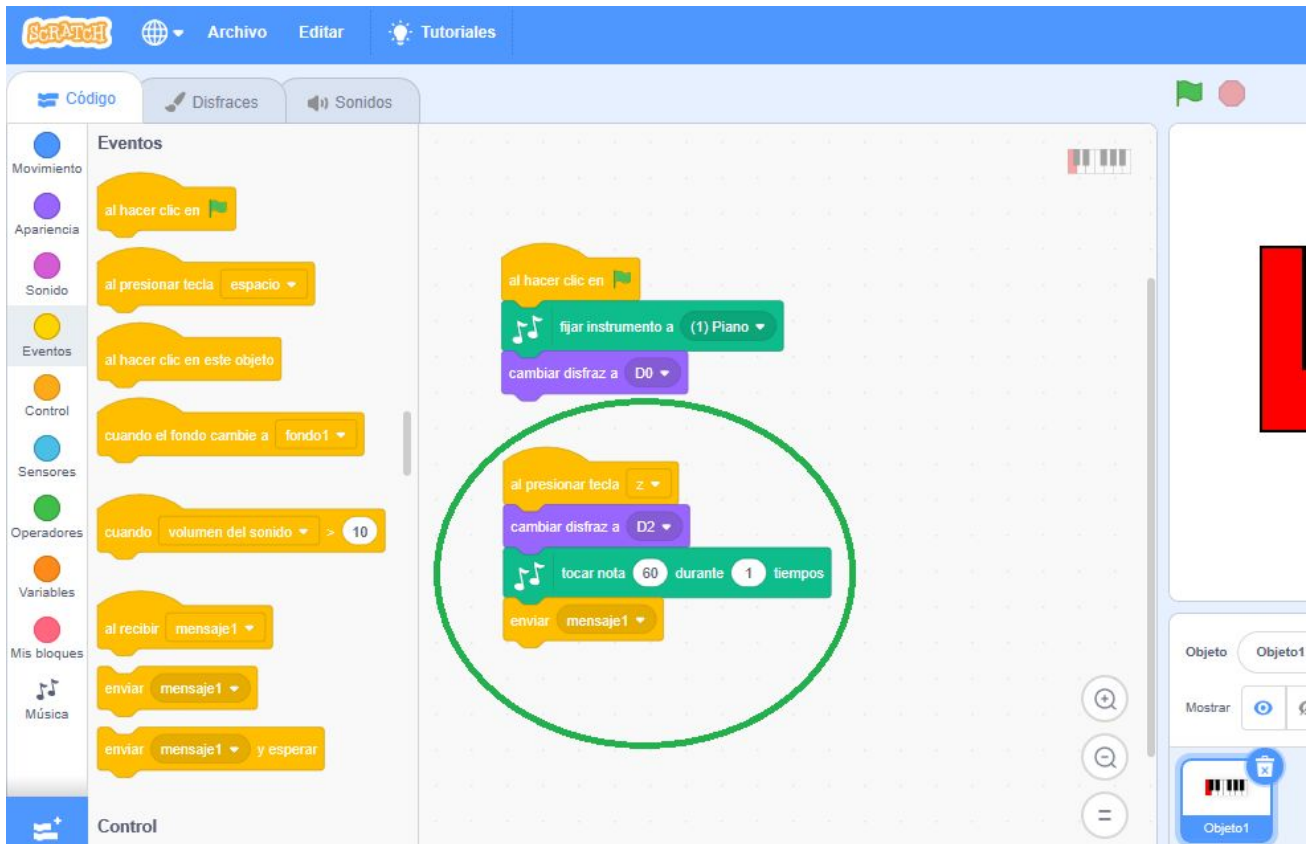 SCRATCH
Archivo
Editar
Tutoriales
Código
Disfraces
Sonidos
Movimiento
Apariencia
Sonido
Eventos
Control
Sensores
Operadores
Variables
Mis bloques
Música
Eventos
al hacer clic en
al presionar tecla espacio
al hacer clic en este objeto
cuando el fondo cambie a fondo1
cuando volumen del sonido > 10
al recibir mensaje1
enviar mensaje1
enviar mensaje1 y esperar
Control
al hacer clic en
fijar instrumento a (1) Piano
cambiar disfraz a D0
al presionar tecla z
cambiar disfraz a D2
tocar nota 60 durante 1 tiempos
enviar mensaje1
Objeto Objeto1
Mostrar
Objeto1